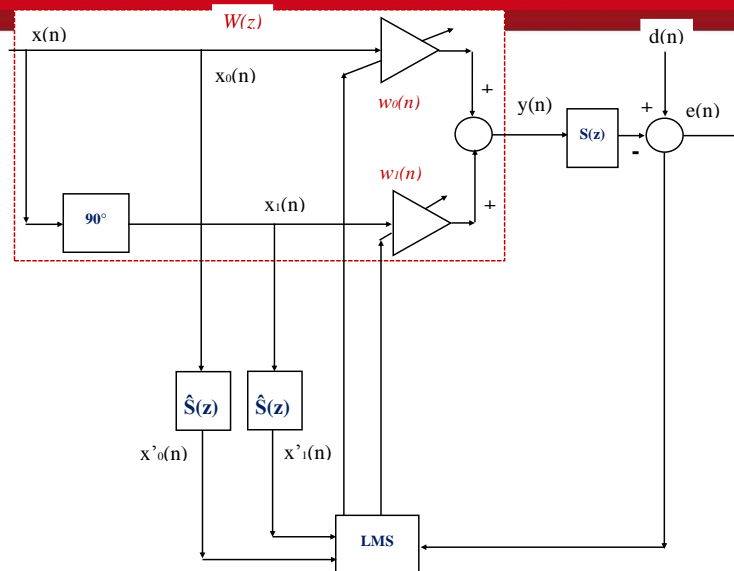 W(z)
x(n)
d(n)
x₀(n)
w₀(n)
+
y(n)
S(z)
+
e(n)
-
w₁(n)
+
90°
x₁(n)
Ŝ(z)
Ŝ(z)
x'₀(n)
x'₁(n)
LMS